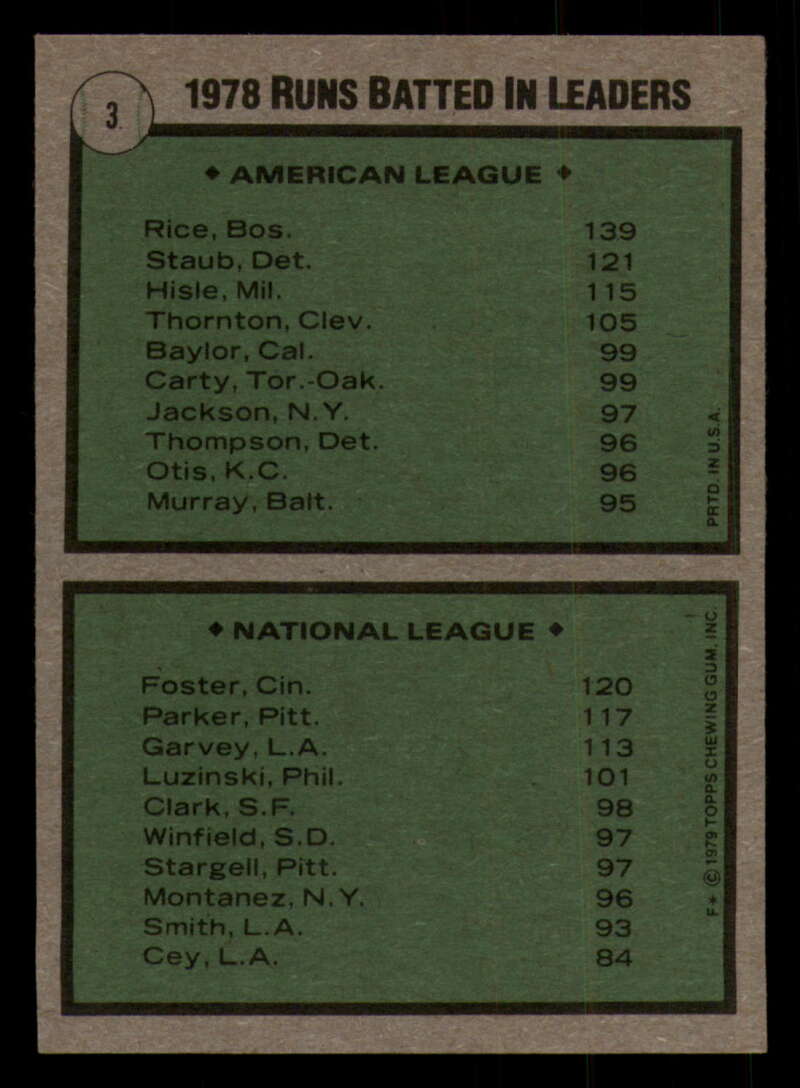 3
1978 RUNS BATTED IN LEADERS
♦ AMERICAN LEAGUE ♦
Rice, Bos. 139
Staub, Det. 121
Hisle, Mil. 115
Thornton, Clev. 105
Baylor, Cal. 99
Carty, Tor.-Oak. 99
Jackson, N.Y. 97
Thompson, Det. 96
Otis, K.C. 96
Murray, Balt. 95
PRTD. IN U.S.A.
♦ NATIONAL LEAGUE ♦
Foster, Cin. 120
Parker, Pitt. 117
Garvey, L.A. 113
Luzinski, Phil. 101
Clark, S.F. 98
Winfield, S.D. 97
Stargell, Pitt. 97
Montanez, N.Y. 96
Smith, L.A. 93
Cey, L.A. 84
F* © 1979 TOPPS CHEWING GUM, INC.